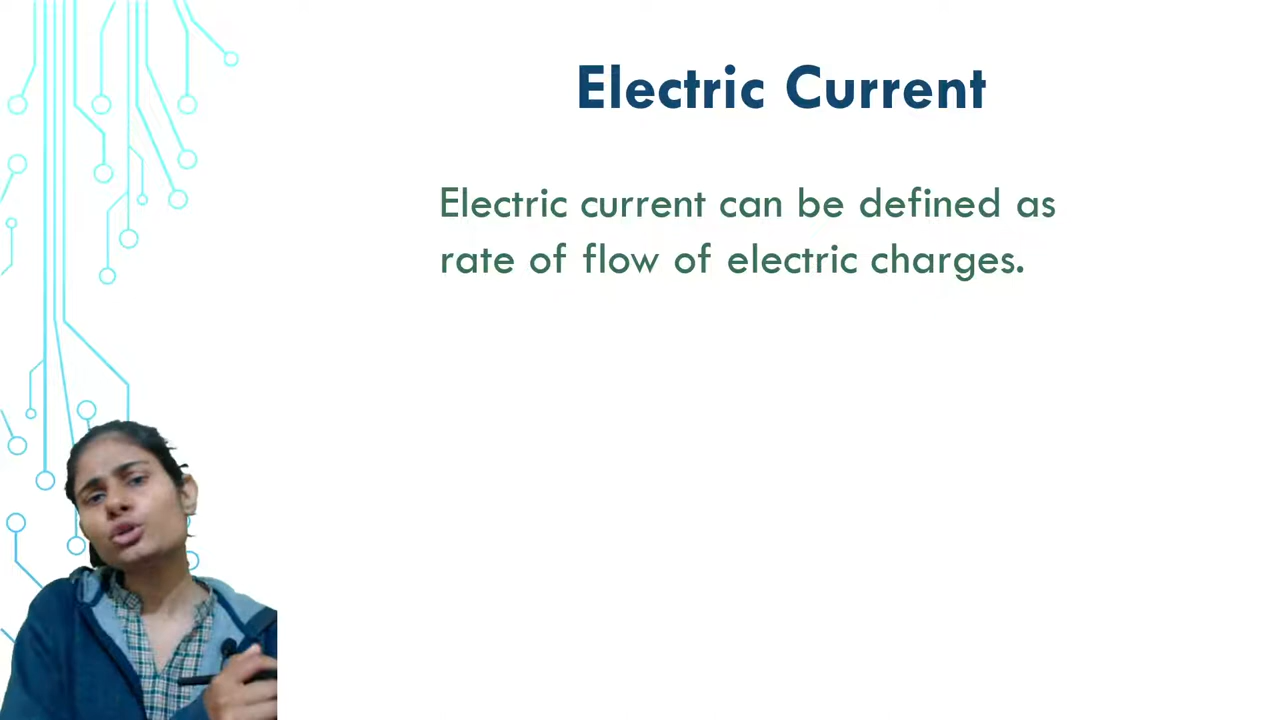 Electric Current
Electric current can be defined as
rate of flow of electric charges.